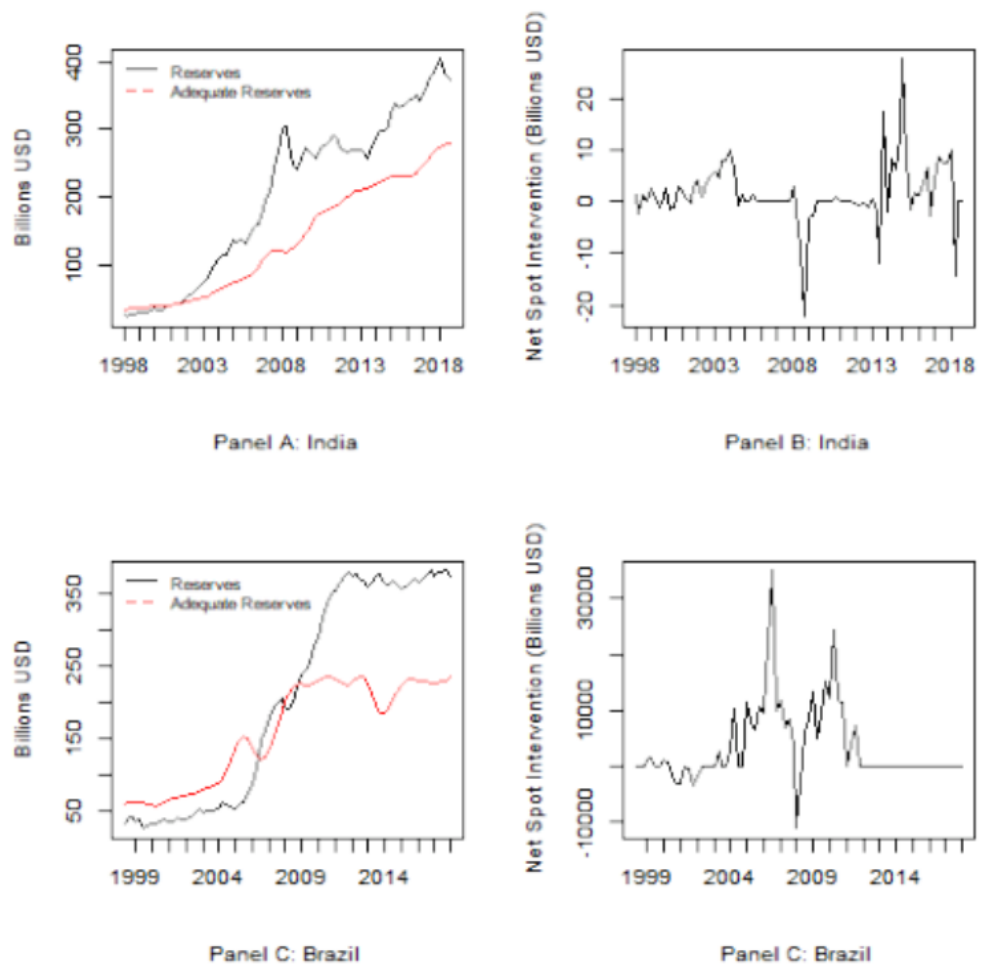 Billions USD
400
300
200
100
Reserves
Adequate Reserves
1998 2003 2008 2013 2018
Panel A: India
Net Spot Intervention (Billions USD)
20
10
0
-10
-20
1998 2003 2008 2013 2018
Panel B: India
Billions USD
350
250
150
50
Reserves
Adequate Reserves
1999 2004 2009 2014
Panel C: Brazil
Net Spot Intervention (Billions USD)
30000
10000
-10000
1999 2004 2009 2014
Panel C: Brazil